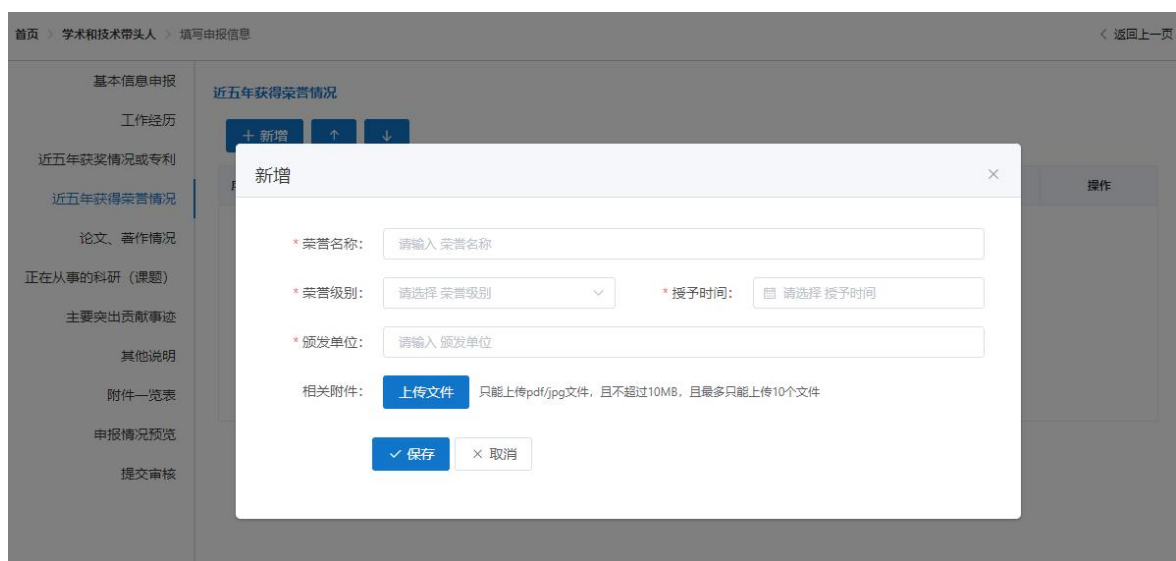 首页 > 学术和技术带头人 > 填写申报信息
< 返回上一页
基本信息申报
工作经历
近五年获奖情况或专利
近五年获得荣誉情况
论文、著作情况
正在从事的科研（课题）
主要突出贡献事迹
其他说明
附件一览表
申报情况预览
提交审核
近五年获得荣誉情况
+ 新增 ↑ ↓
操作
新增 ×
* 荣誉名称： 请输入 荣誉名称
* 荣誉级别： 请选择 荣誉级别 * 授予时间： 请选择 授予时间
* 颁发单位： 请输入 颁发单位
相关附件： 上传文件 只能上传pdf/jpg文件，且不超过10MB，且最多只能上传10个文件
✓ 保存 × 取消